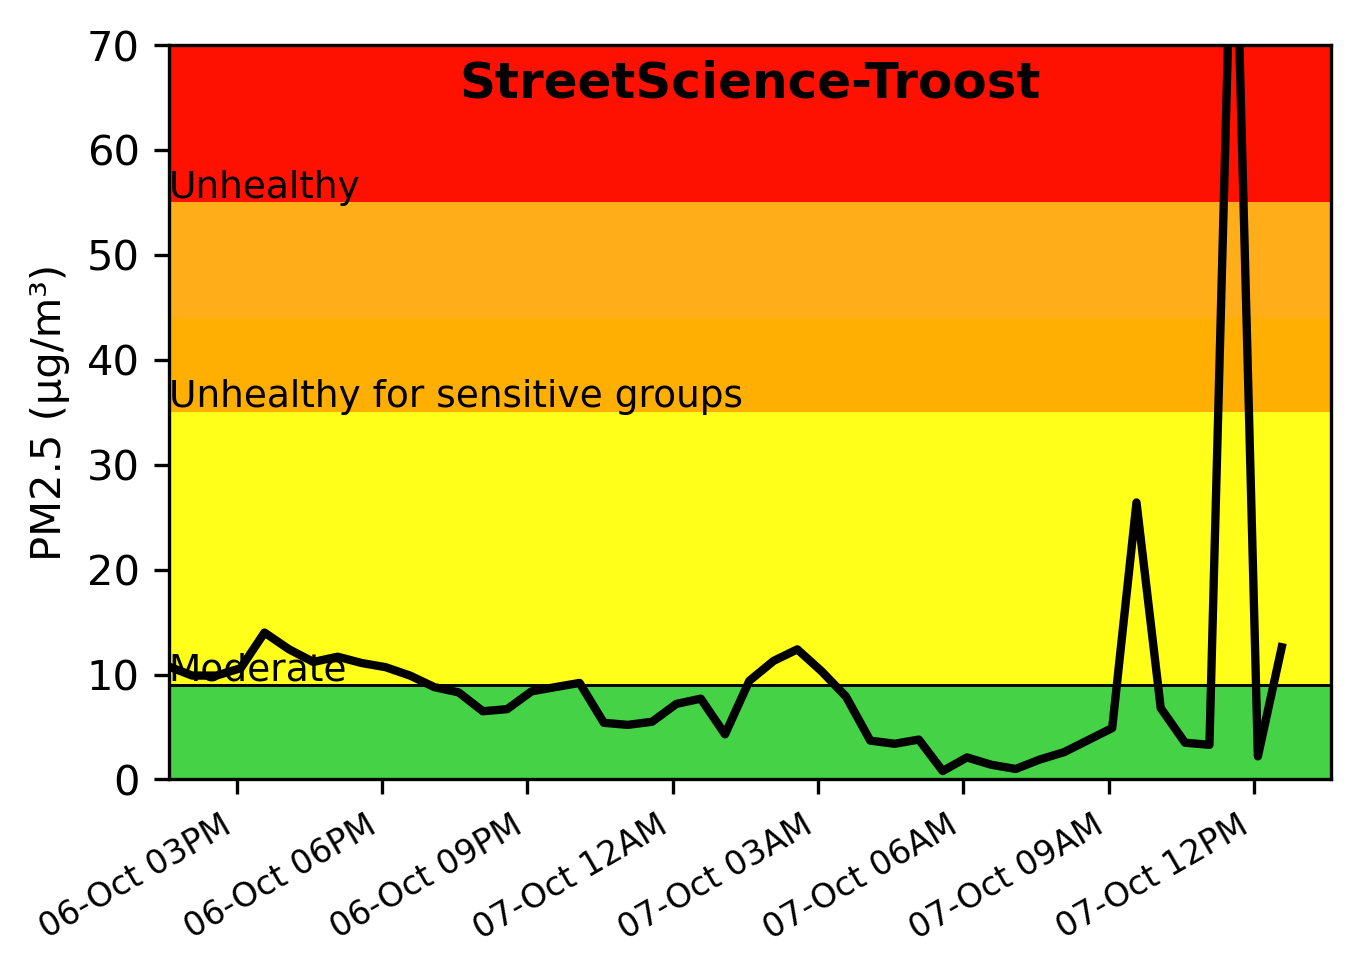 StreetScience-Troost
70
60
50
40
30
20
10
0
PM2.5 (µg/m³)
Unhealthy
Unhealthy for sensitive groups
Moderate
06-Oct 03PM
06-Oct 06PM
06-Oct 09PM
07-Oct 12AM
07-Oct 03AM
07-Oct 06AM
07-Oct 09AM
07-Oct 12PM